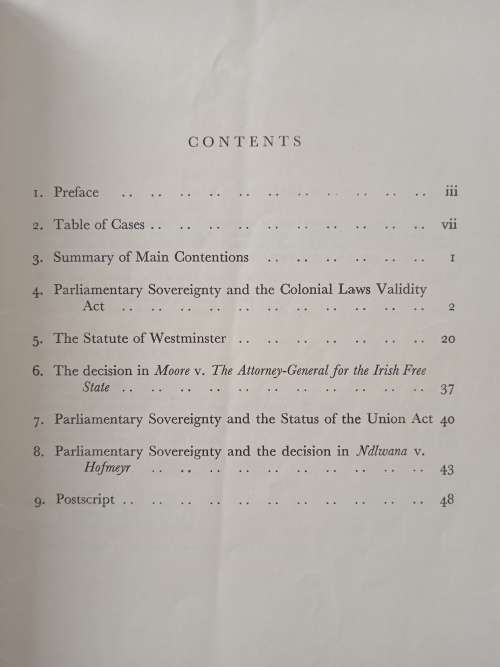 CONTENTS
1. Preface .. .. .. .. .. .. .. .. .. .. .. iii
2. Table of Cases .. .. .. .. .. .. .. .. .. .. vii
3. Summary of Main Contentions .. .. .. .. .. .. 1
4. Parliamentary Sovereignty and the Colonial Laws Validity
Act .. .. .. .. .. .. .. .. .. .. .. 2
5. The Statute of Westminster .. .. .. .. .. .. .. 20
6. The decision in Moore v. The Attorney-General for the Irish Free
State .. .. .. .. .. .. .. .. .. .. .. 37
7. Parliamentary Sovereignty and the Status of the Union Act 40
8. Parliamentary Sovereignty and the decision in Ndlwana v.
Hofmeyr .. .. .. .. .. .. .. .. .. .. 43
9. Postscript .. .. .. .. .. .. .. .. .. .. .. 48